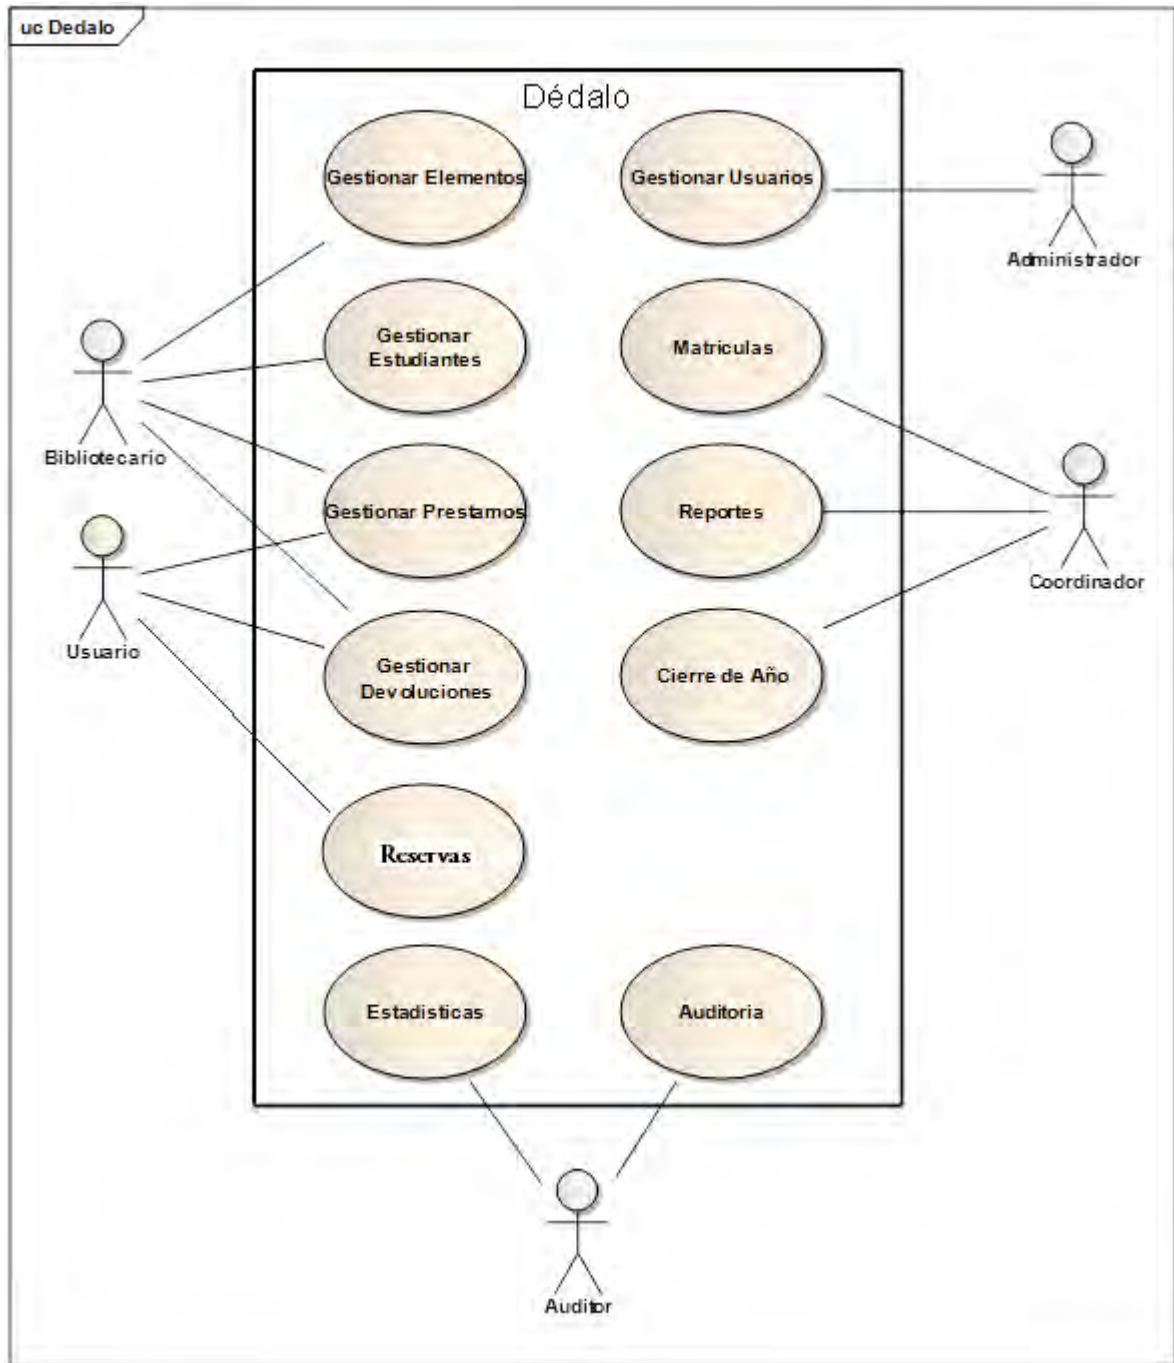 uc Dedalo
Dédalo
Gestionar Elementos
Gestionar Usuarios
Administrador
Gestionar
Estudiantes
Matriculas
Bibliotecario
Gestionar Prestamos
Reportes
Coordinador
Usuario
Gestionar
Devoluciones
Cierre de Año
Reservas
Estadisticas
Auditoria
Auditor